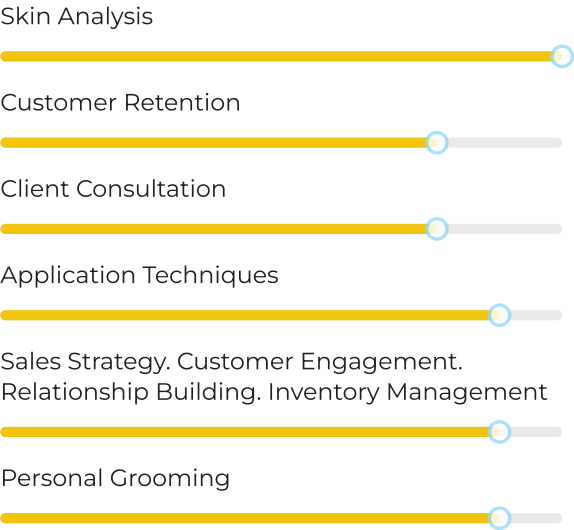 Skin Analysis
Customer Retention
Client Consultation
Application Techniques
Sales Strategy. Customer Engagement.
Relationship Building. Inventory Management
Personal Grooming